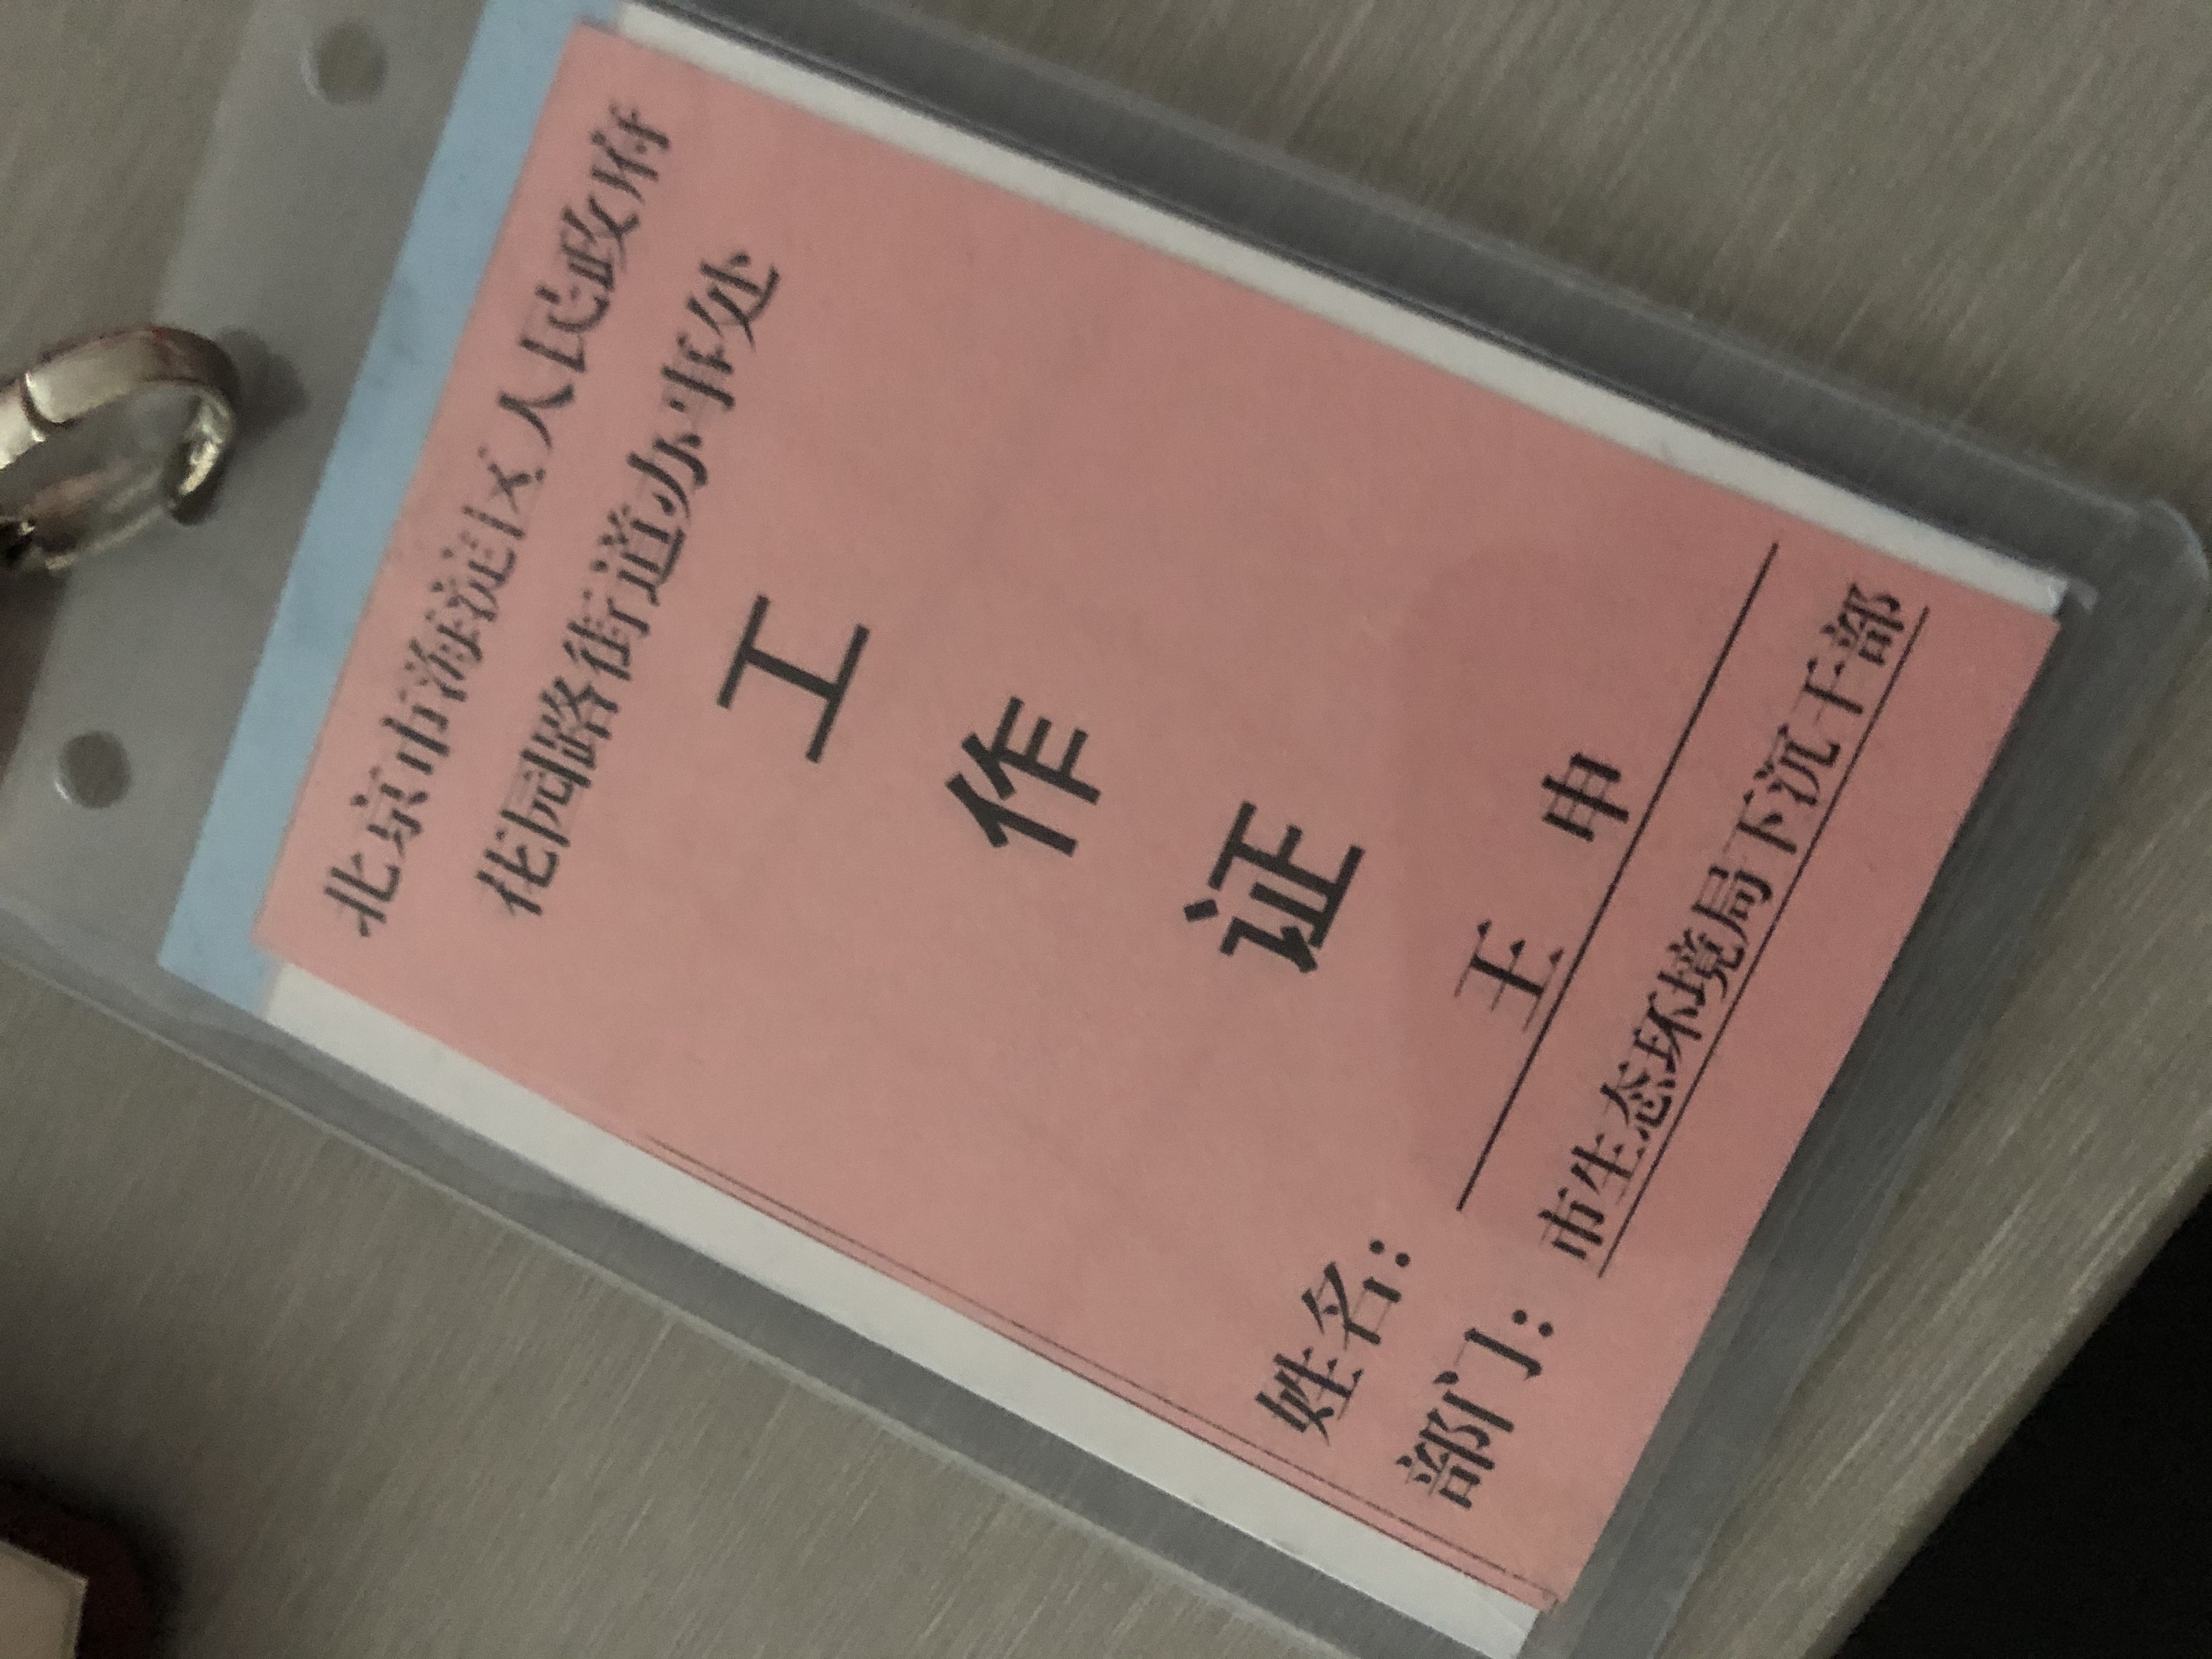 北京市海淀区人民政府
花园路街道办事处
工
作
证
姓名： 王 申
部门： 市生态环境局下沉干部